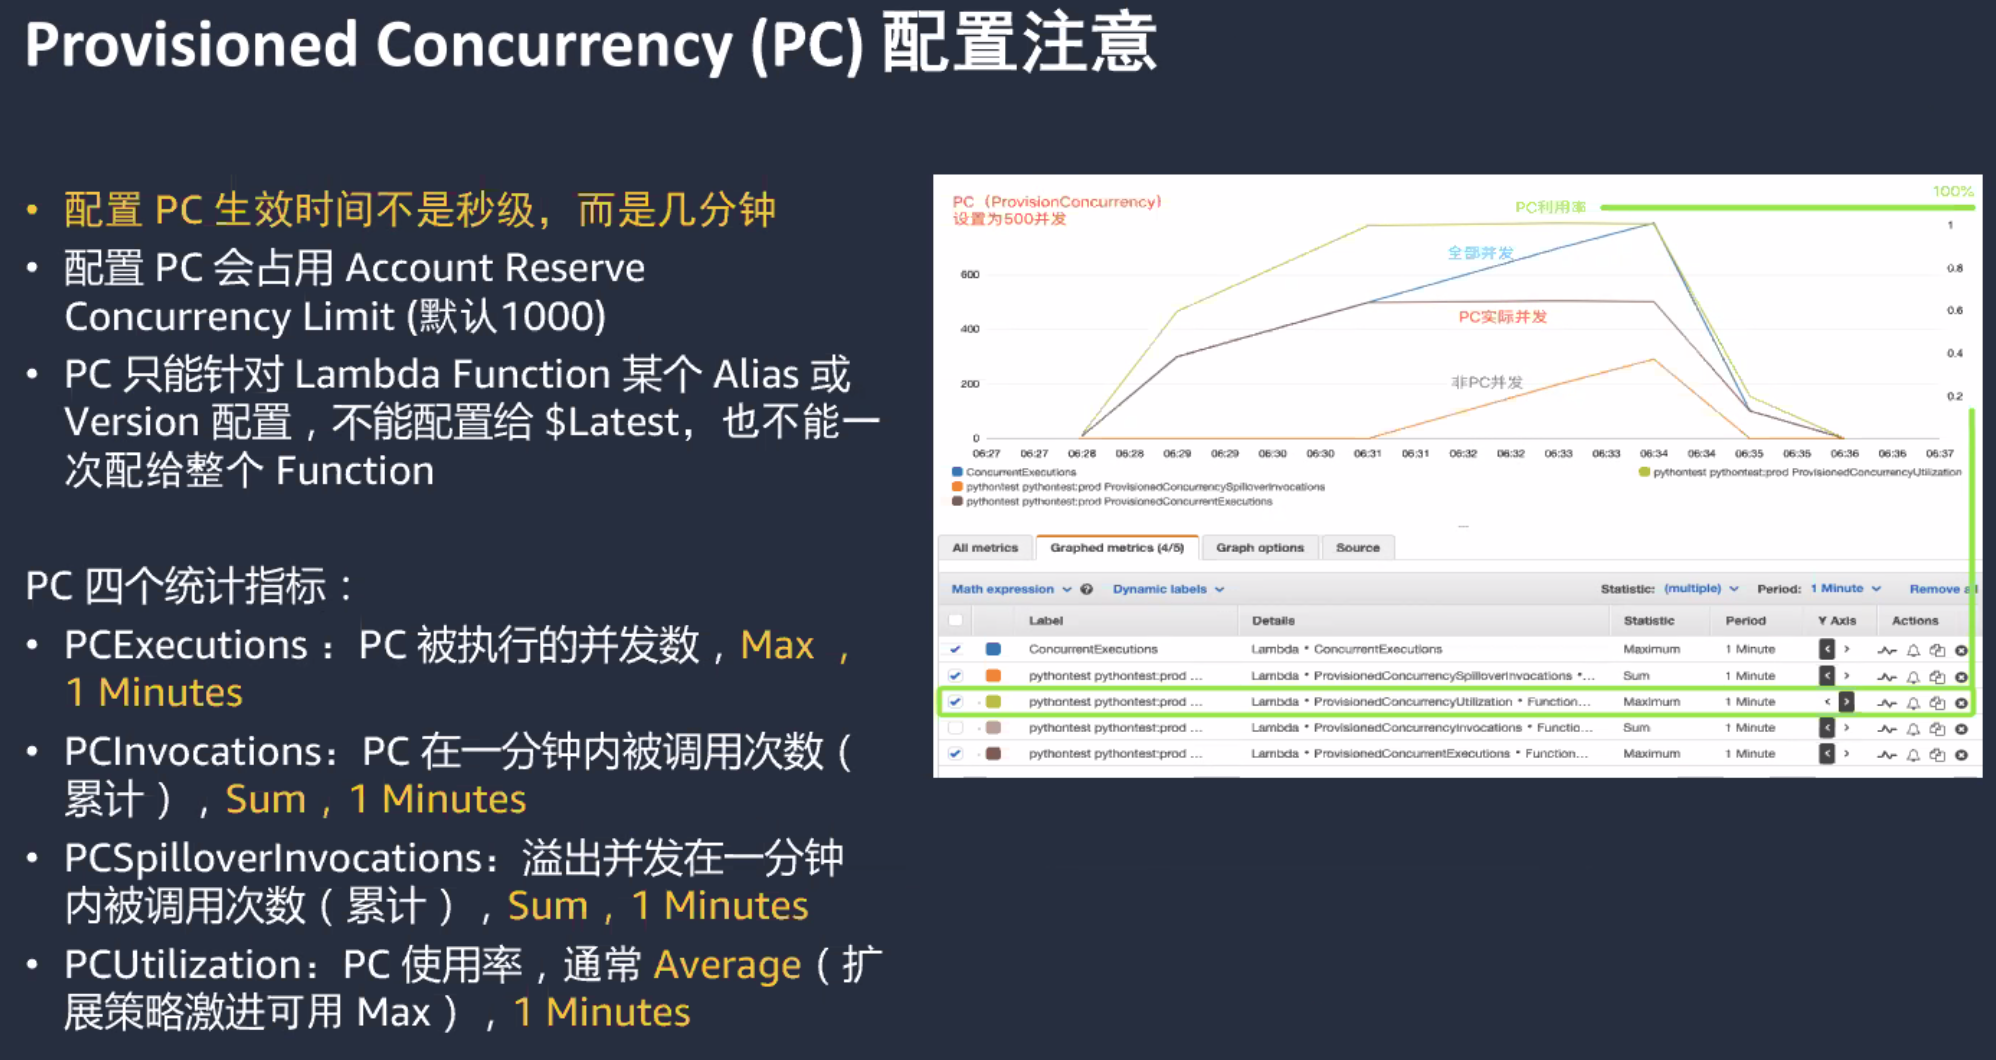 Provisioned Concurrency (PC) 配置注意
• 配置 PC 生效时间不是秒级，而是几分钟
• 配置 PC 会占用 Account Reserve
Concurrency Limit (默认1000)
• PC 只能针对 Lambda Function 某个 Alias 或
Version 配置，不能配置给 $Latest，也不能一
次配给整个 Function
PC 四个统计指标：
• PCExecutions：PC 被执行的并发数，Max ，
1 Minutes
• PCInvocations：PC 在一分钟内被调用次数（
累计），Sum，1 Minutes
• PCSpilloverInvocations：溢出并发在一分钟
内被调用次数（累计），Sum，1 Minutes
• PCUtilization：PC 使用率，通常 Average（扩
展策略激进可用 Max），1 Minutes
PC（ProvisionConcurrency）
设置为500并发
100%
PC利用率
全部并发
PC实际并发
非PC并发
600
400
200
0
1
0.8
0.6
0.4
0.2
06:27 06:27 06:28 06:28 06:29 06:29 06:30 06:30 06:31 06:31 06:32 06:32 06:33 06:33 06:34 06:34 06:35 06:35 06:36 06:36 06:37
ConcurrentExecutions
pythontest pythontest:prod ProvisionedConcurrencySpilloverInvocations
pythontest pythontest:prod ProvisionedConcurrentExecutions
pythontest pythontest:prod ProvisionedConcurrencyUtilization
All metrics Graphed metrics (4/5) Graph options Source
Math expression Dynamic labels Statistic: (multiple) Period: 1 Minute Remove al
Label Details Statistic Period Y Axis Actions
ConcurrentExecutions Lambda • ConcurrentExecutions Maximum 1 Minute
pythontest pythontest:prod ... Lambda • ProvisionedConcurrencySpilloverInvocations •... Sum 1 Minute
pythontest pythontest:prod ... Lambda • ProvisionedConcurrencyUtilization • Function... Maximum 1 Minute
pythontest pythontest:prod ... Lambda • ProvisionedConcurrencyInvocations • Functio... Sum 1 Minute
pythontest pythontest:prod ... Lambda • ProvisionedConcurrentExecutions • Function... Maximum 1 Minute